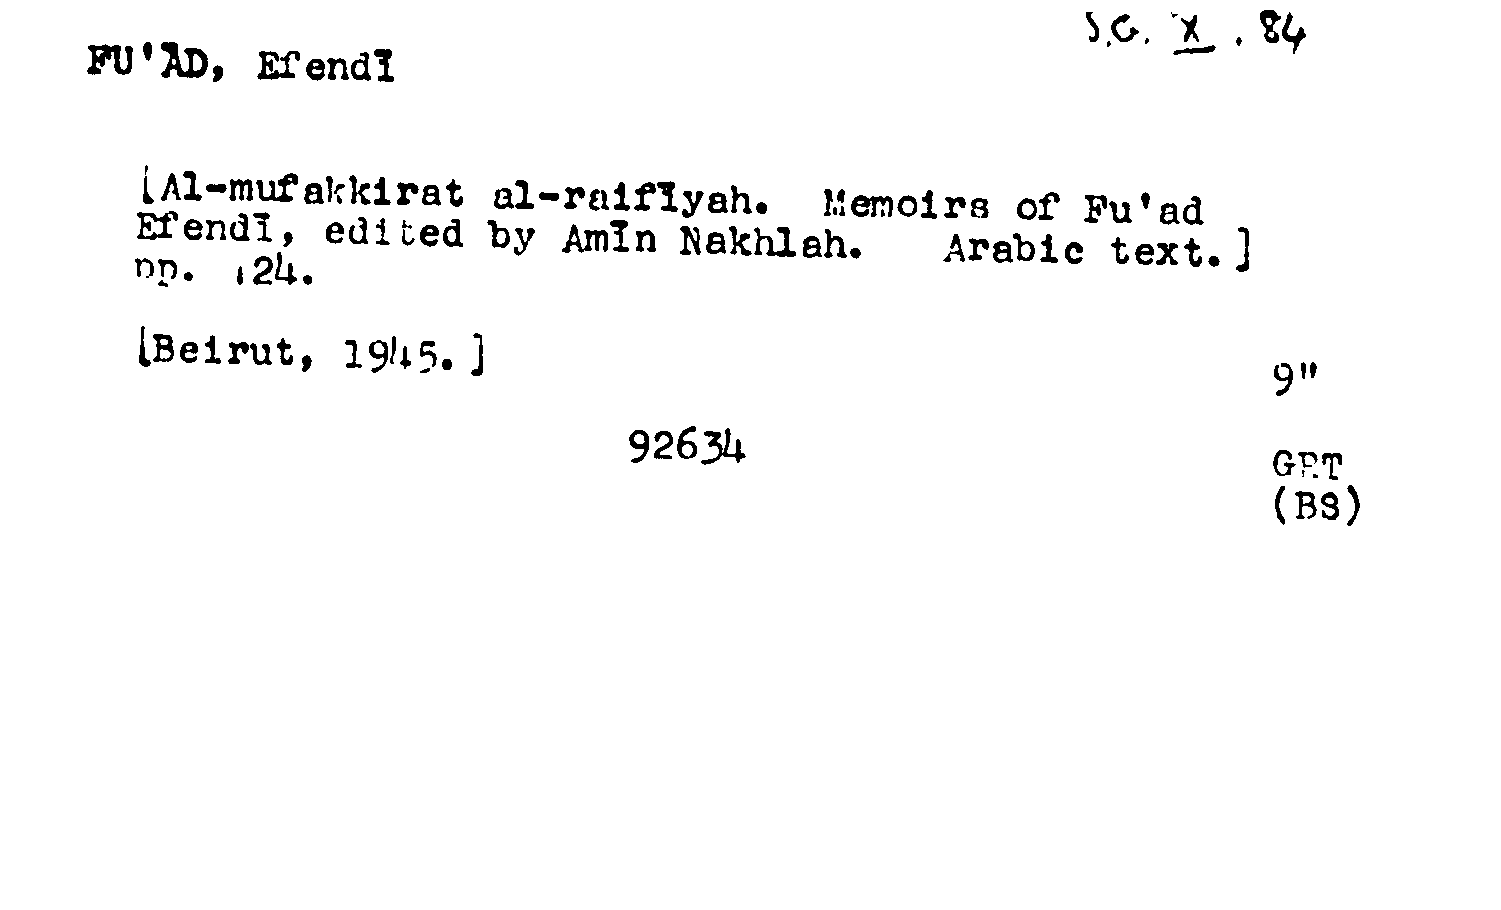 S.G. X . 84
FU'ĀD, Efendī
[Al-mufakkirat al-raifīyah. Memoirs of Fu'ad
Efendī, edited by Amīn Nakhlah. Arabic text.]
pp. 124.
[Beirut, 1945.]
9"
92634
GRT
(BS)